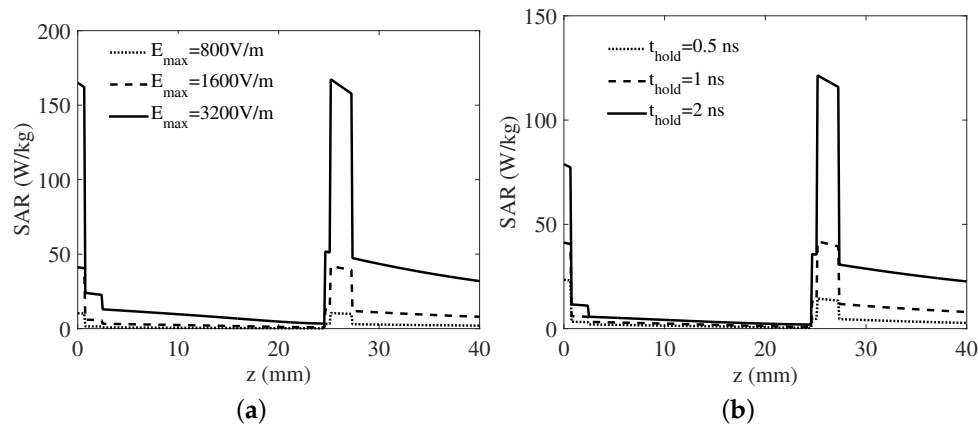 200
150
100
50
0
SAR (W/kg)
E_max=800V/m
E_max=1600V/m
E_max=3200V/m
0 10 20 30 40
z (mm)
(a)
150
100
50
0
SAR (W/kg)
t_hold=0.5 ns
t_hold=1 ns
t_hold=2 ns
0 10 20 30 40
z (mm)
(b)